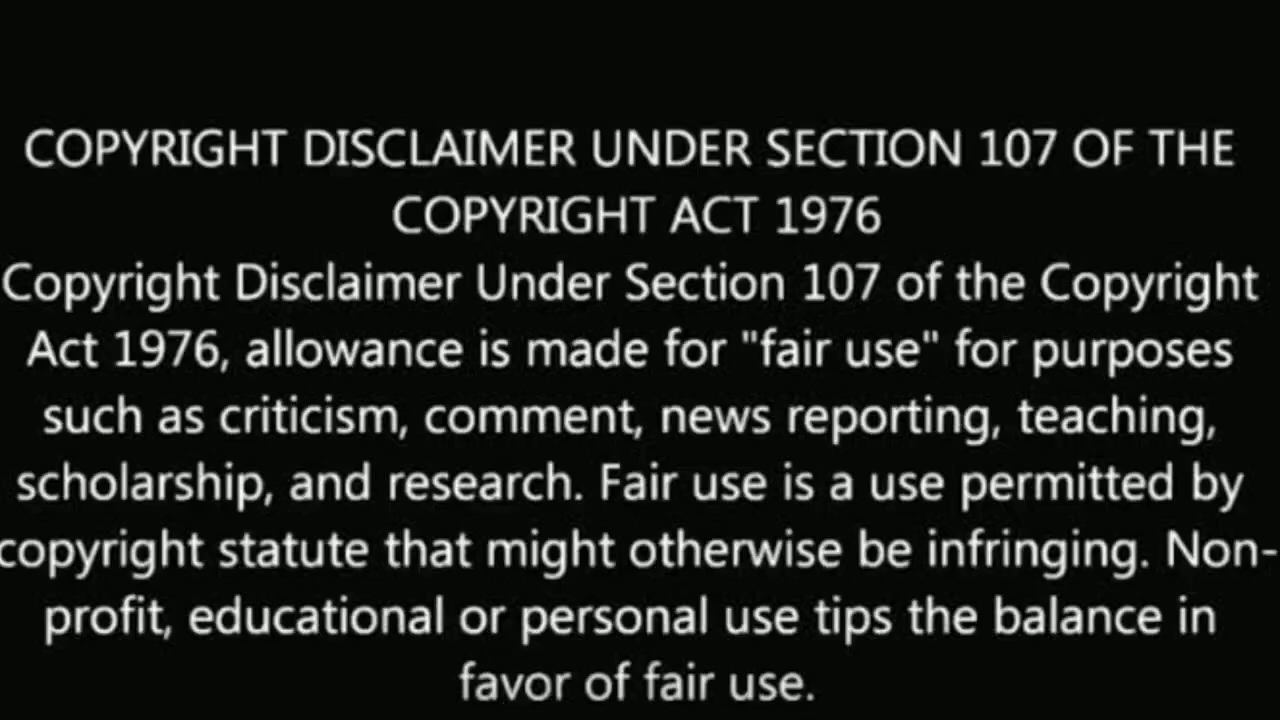 COPYRIGHT DISCLAIMER UNDER SECTION 107 OF THE
COPYRIGHT ACT 1976
Copyright Disclaimer Under Section 107 of the Copyright
Act 1976, allowance is made for "fair use" for purposes
such as criticism, comment, news reporting, teaching,
scholarship, and research. Fair use is a use permitted by
copyright statute that might otherwise be infringing. Non-
profit, educational or personal use tips the balance in
favor of fair use.